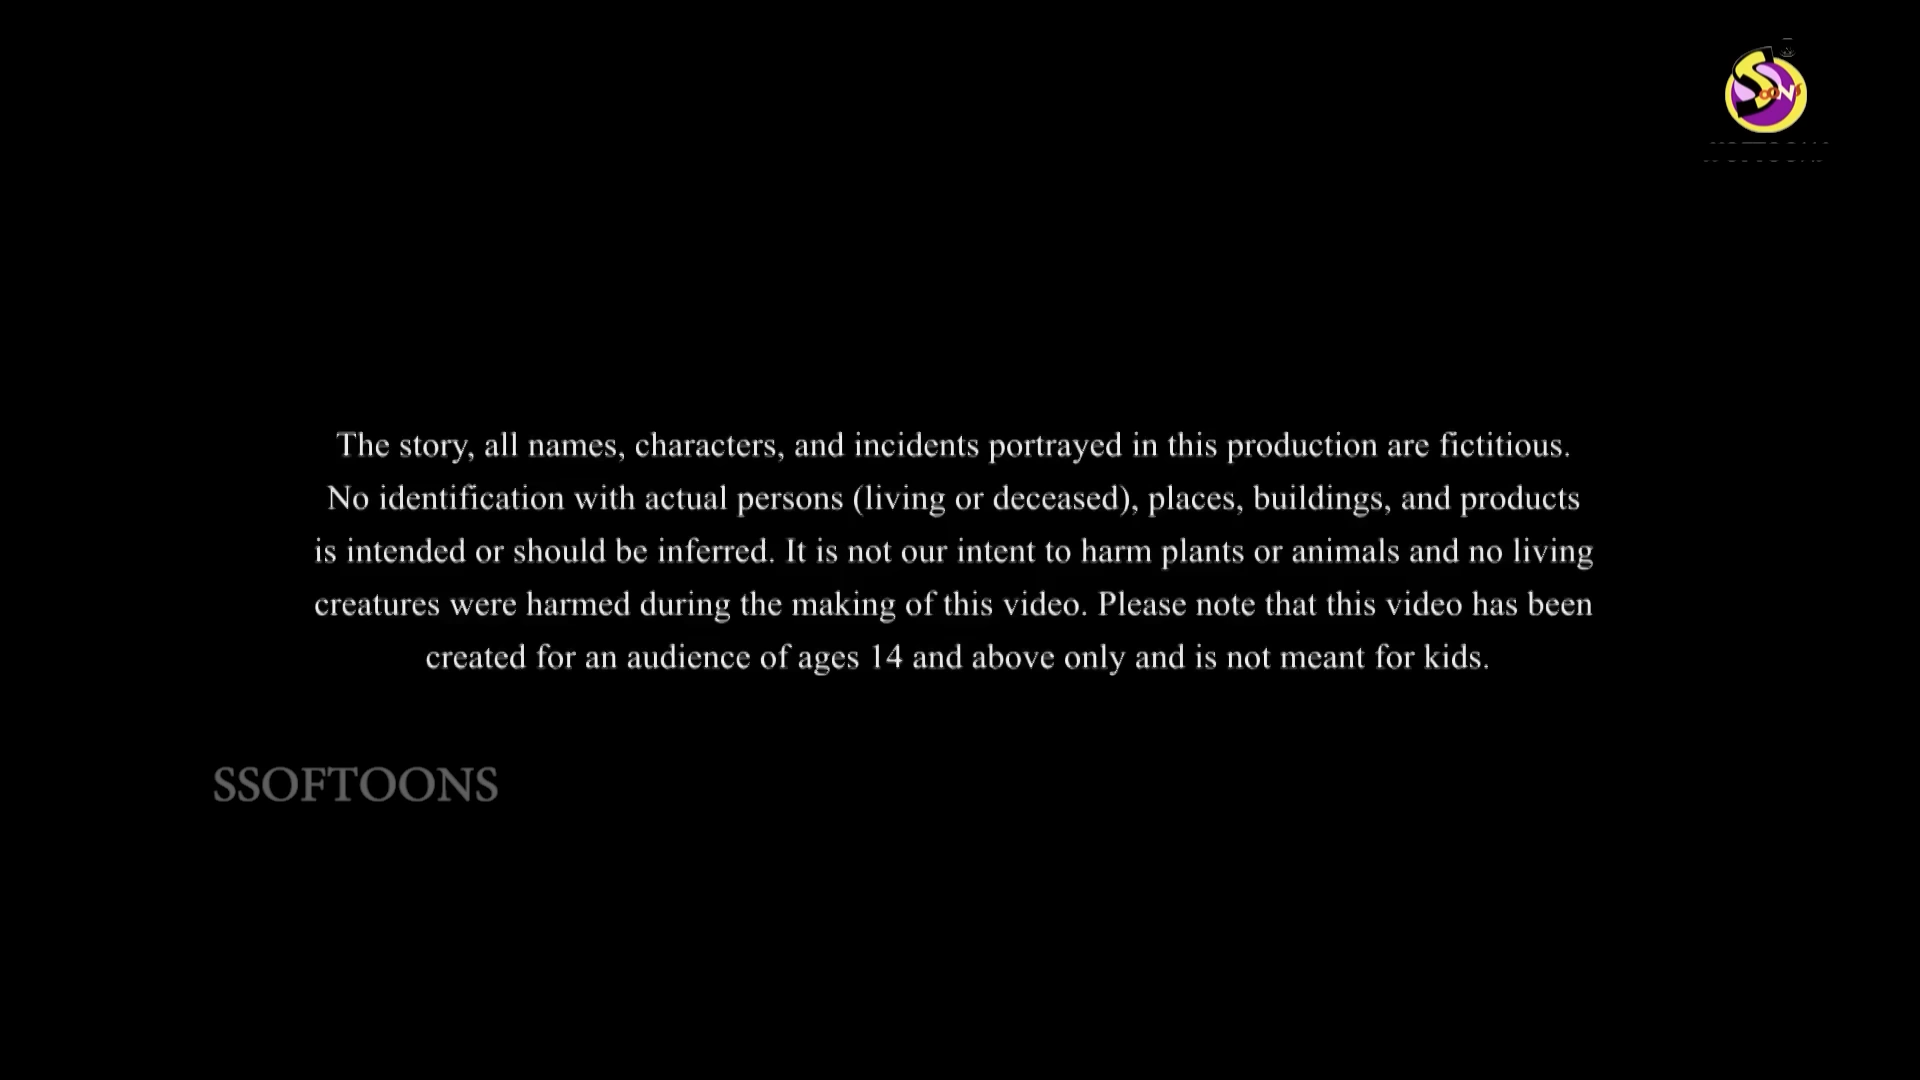 The story, all names, characters, and incidents portrayed in this production are fictitious.
No identification with actual persons (living or deceased), places, buildings, and products
is intended or should be inferred. It is not our intent to harm plants or animals and no living
creatures were harmed during the making of this video. Please note that this video has been
created for an audience of ages 14 and above only and is not meant for kids.
SSOFTOONS